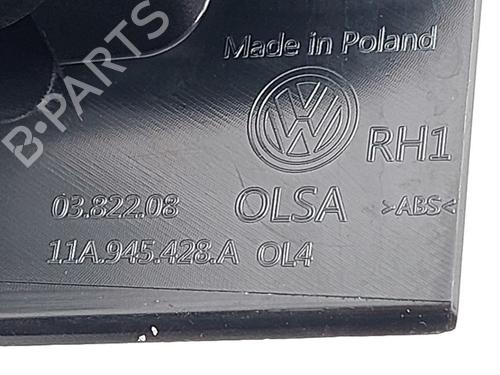 B-PARTS
Made in Poland
RH1
03.822.08
OLSA
>ABS<
11A.945.428.A OL4